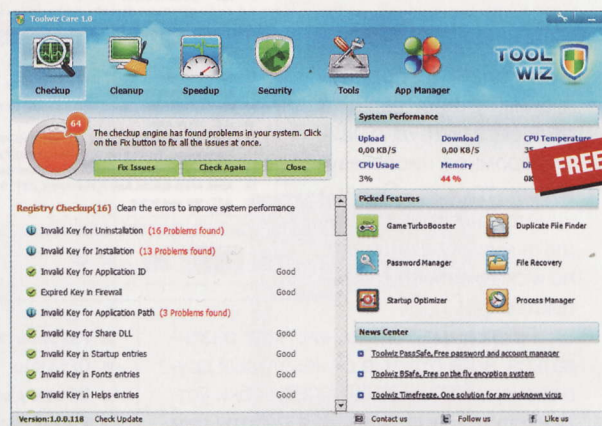 Toolwiz Care 1.0
Checkup
Cleanup
Speedup
Security
Tools
App Manager
TOOL
WIZ
64
The checkup engine has found problems in your system. Click
on the Fix button to fix all the issues at once.
Fix Issues
Check Again
Close
Registry Checkup(16) Clean the errors to improve system performance
Invalid Key for Uninstallation (16 Problems found)
Invalid Key for Installation (13 Problems found)
Invalid Key for Application ID Good
Expired Key in Firewall Good
Invalid Key for Application Path (3 Problems found)
Invalid Key for Share DLL Good
Invalid Key in Startup entries Good
Invalid Key in Fonts entries Good
Invalid Key in Helps entries Good
System Performance
Upload Download CPU Temperature
0,00 KB/S 0,00 KB/S 35
CPU Usage Memory
3% 44 %
FREE
Picked Features
Game TurboBooster Duplicate File Finder
Password Manager File Recovery
Startup Optimizer Process Manager
News Center
Toolwiz PassSafe, Free password and account manager
Toolwiz BSafe, Free on the fly encyption system
Toolwiz Timefreeze, One solution for any unknown virus
Version:1.0.0.118 Check Update
Contact us Follow us Like us